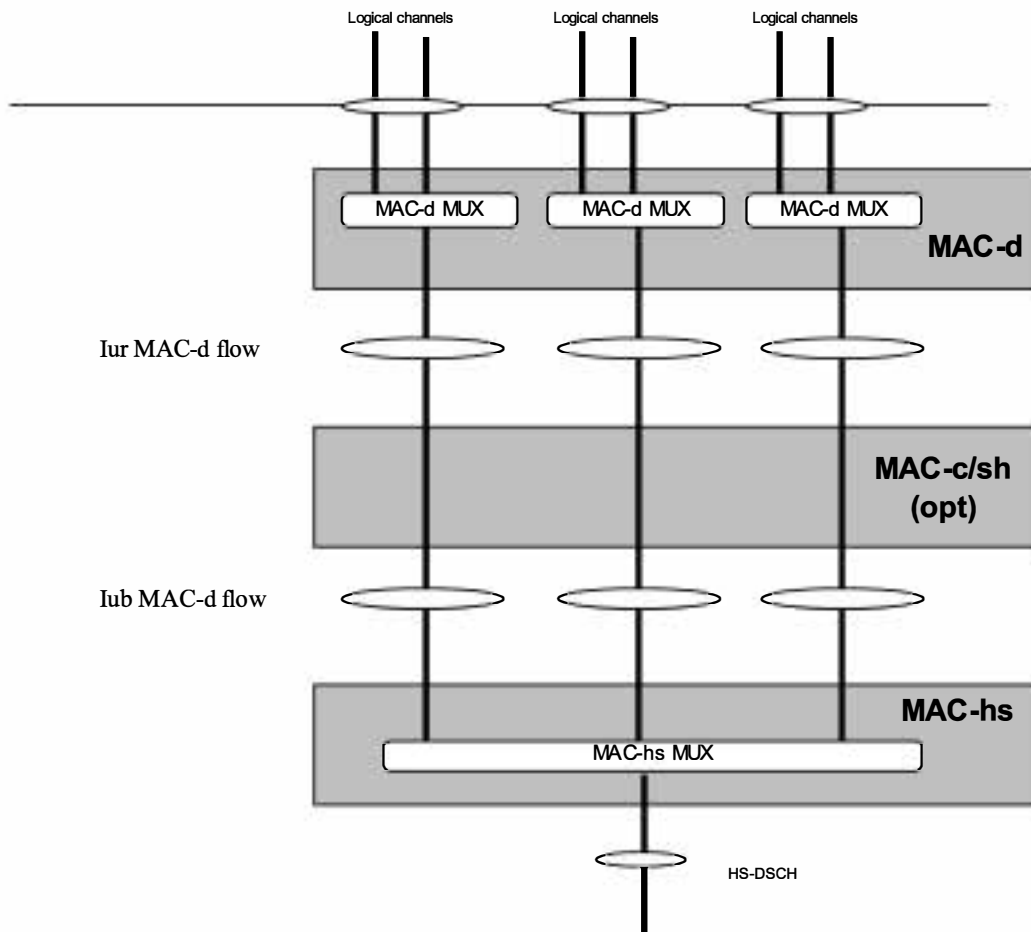 Logical channels
Logical channels
Logical channels
MAC-d MUX
MAC-d MUX
MAC-d MUX
MAC-d
Iur MAC-d flow
MAC-c/sh
(opt)
Iub MAC-d flow
MAC-hs
MAC-hs MUX
HS-DSCH